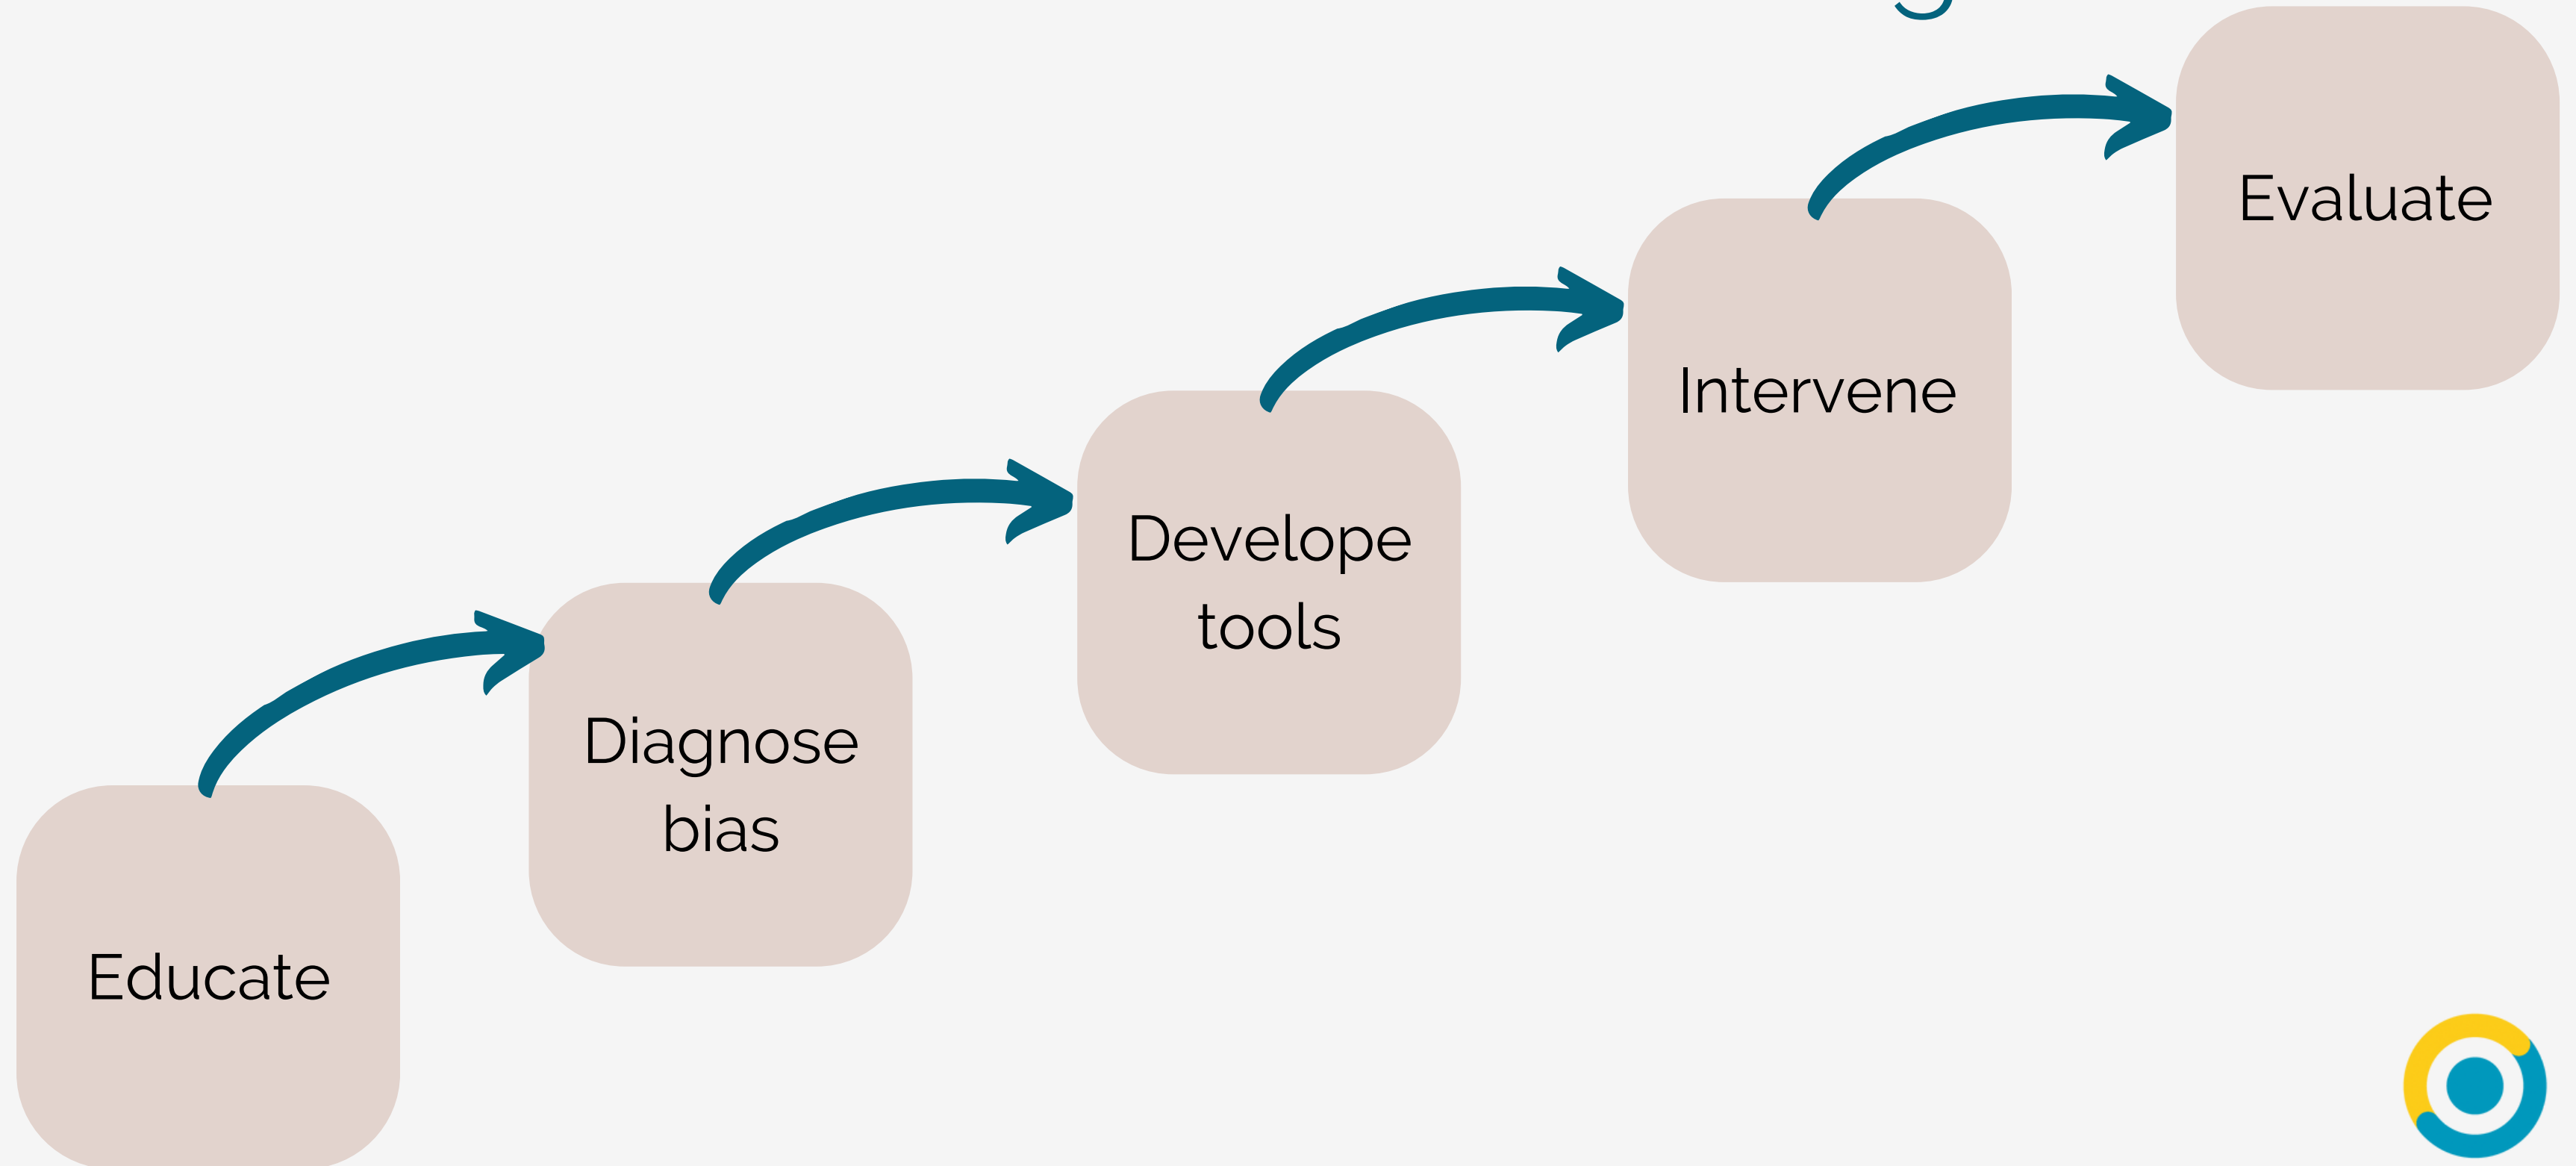 Educate
Diagnose
bias
Develope
tools
Intervene
Evaluate